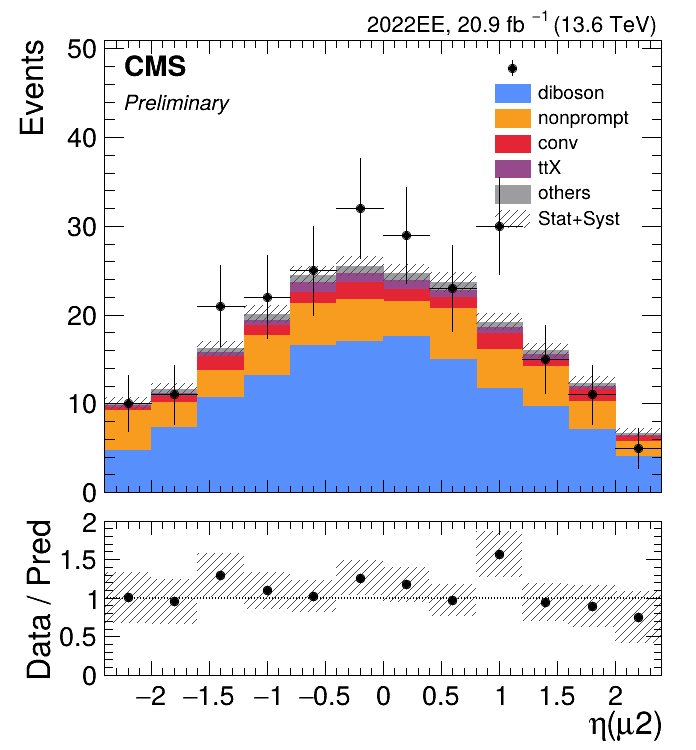 2022EE, 20.9 fb⁻¹ (13.6 TeV)
Events
50
40
30
20
10
0
CMS
Preliminary
diboson
nonprompt
conv
ttX
others
Stat+Syst
Data / Pred
2
1.5
1
0.5
0
−2 −1.5 −1 −0.5 0 0.5 1 1.5 2
η(μ2)